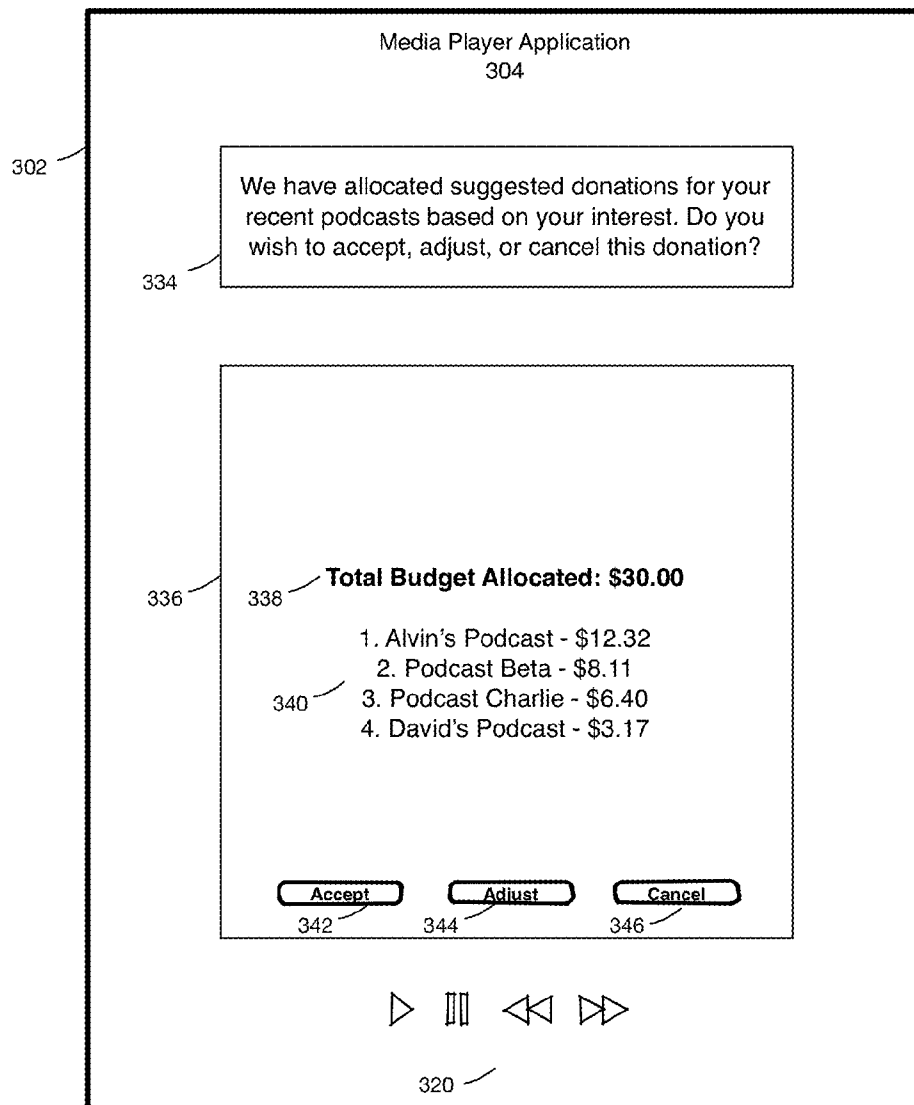 Media Player Application
304
302
We have allocated suggested donations for your
recent podcasts based on your interest. Do you
wish to accept, adjust, or cancel this donation?
334
336
338
Total Budget Allocated: $30.00
1. Alvin's Podcast - $12.32
2. Podcast Beta - $8.11
340
3. Podcast Charlie - $6.40
4. David's Podcast - $3.17
Accept
Adjust
Cancel
342
344
346
320